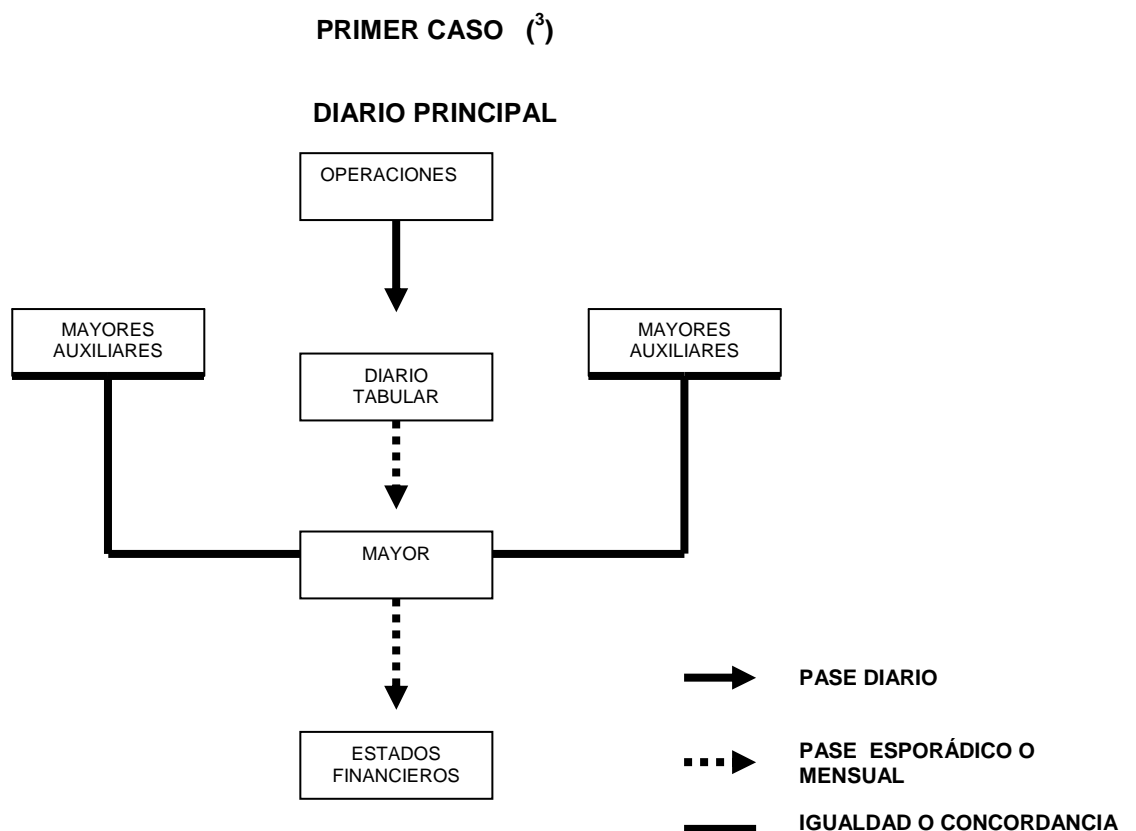 PRIMER CASO (3)
DIARIO PRINCIPAL
OPERACIONES
MAYORES
AUXILIARES
MAYORES
AUXILIARES
DIARIO
TABULAR
MAYOR
ESTADOS
FINANCIEROS
PASE DIARIO
PASE ESPORÁDICO O
MENSUAL
IGUALDAD O CONCORDANCIA